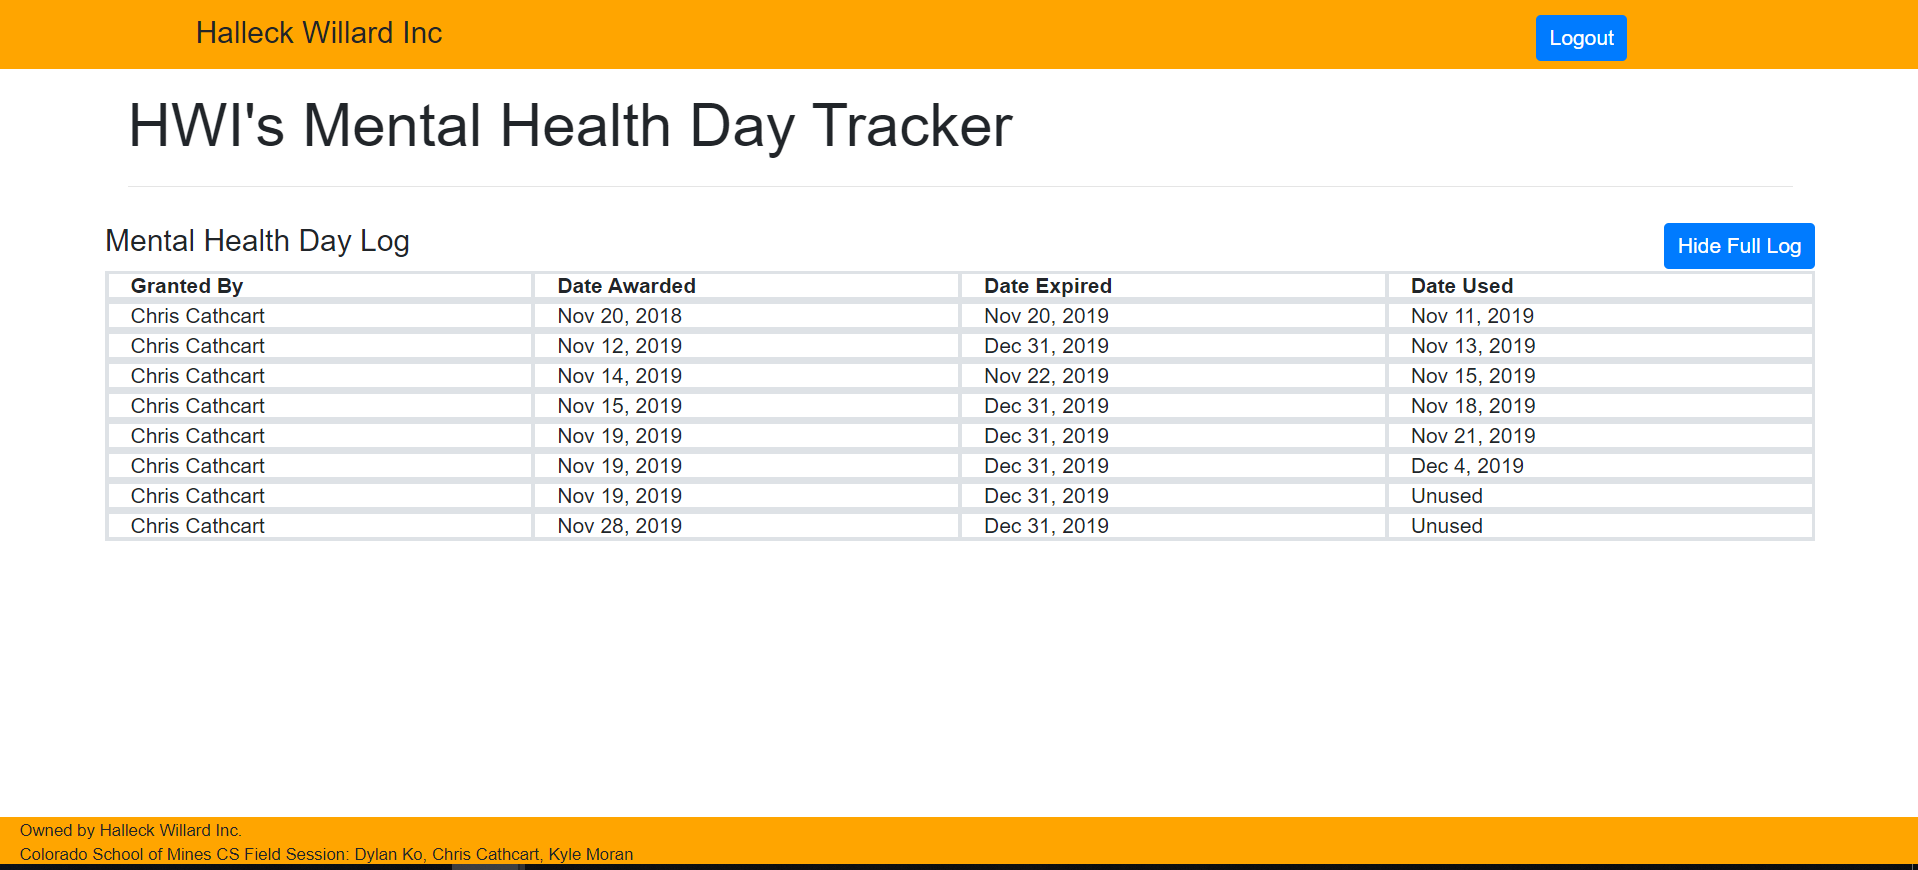 Halleck Willard Inc Logout
HWI's Mental Health Day Tracker
Mental Health Day Log Hide Full Log
Granted By Date Awarded Date Expired Date Used
Chris Cathcart Nov 20, 2018 Nov 20, 2019 Nov 11, 2019
Chris Cathcart Nov 12, 2019 Dec 31, 2019 Nov 13, 2019
Chris Cathcart Nov 14, 2019 Nov 22, 2019 Nov 15, 2019
Chris Cathcart Nov 15, 2019 Dec 31, 2019 Nov 18, 2019
Chris Cathcart Nov 19, 2019 Dec 31, 2019 Nov 21, 2019
Chris Cathcart Nov 19, 2019 Dec 31, 2019 Dec 4, 2019
Chris Cathcart Nov 19, 2019 Dec 31, 2019 Unused
Chris Cathcart Nov 28, 2019 Dec 31, 2019 Unused
Owned by Halleck Willard Inc.
Colorado School of Mines CS Field Session: Dylan Ko, Chris Cathcart, Kyle Moran